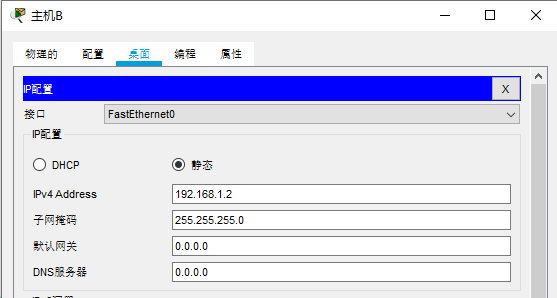 主机B
物理的 配置 桌面 编程 属性
IP配置 X
接口 FastEthernet0
IP配置
DHCP 静态
IPv4 Address 192.168.1.2
子网掩码 255.255.255.0
默认网关 0.0.0.0
DNS服务器 0.0.0.0